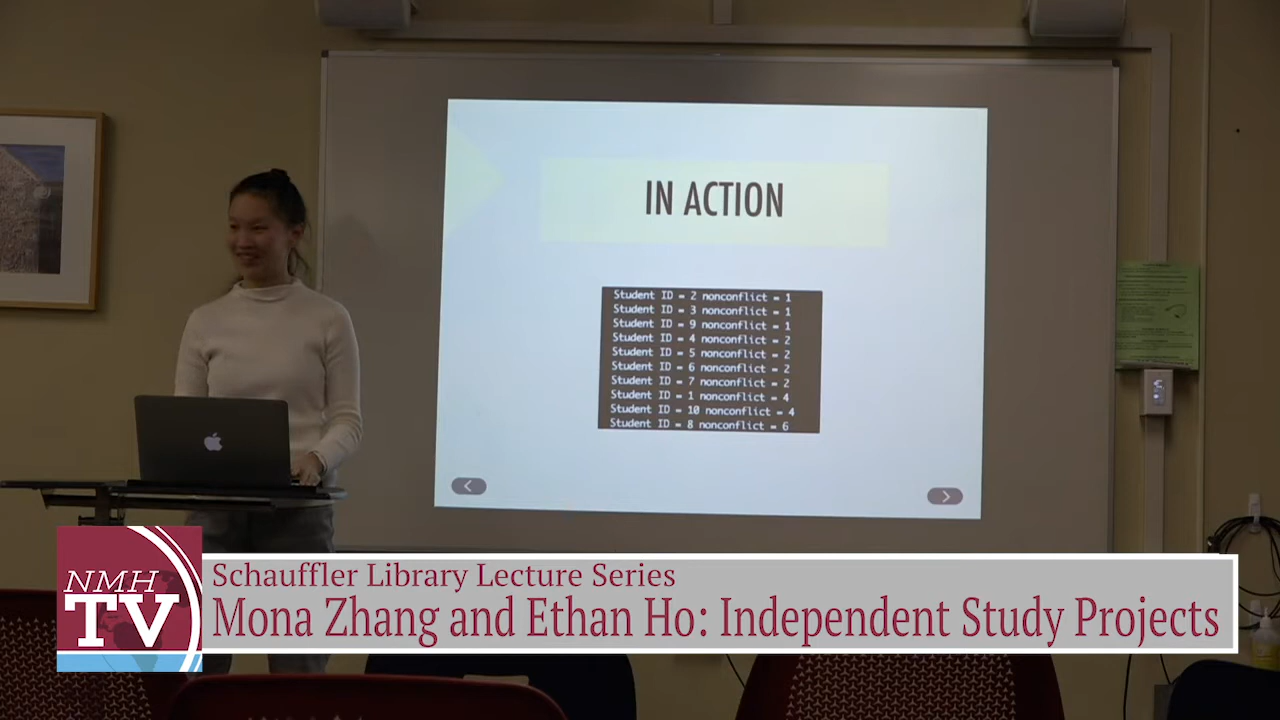 IN ACTION
Student ID = 2 nonconflict = 1
Student ID = 3 nonconflict = 1
Student ID = 9 nonconflict = 1
Student ID = 4 nonconflict = 2
Student ID = 5 nonconflict = 2
Student ID = 6 nonconflict = 2
Student ID = 7 nonconflict = 2
Student ID = 1 nonconflict = 4
Student ID = 10 nonconflict = 4
Student ID = 8 nonconflict = 6
NMH
TV
Schauffler Library Lecture Series
Mona Zhang and Ethan Ho: Independent Study Projects